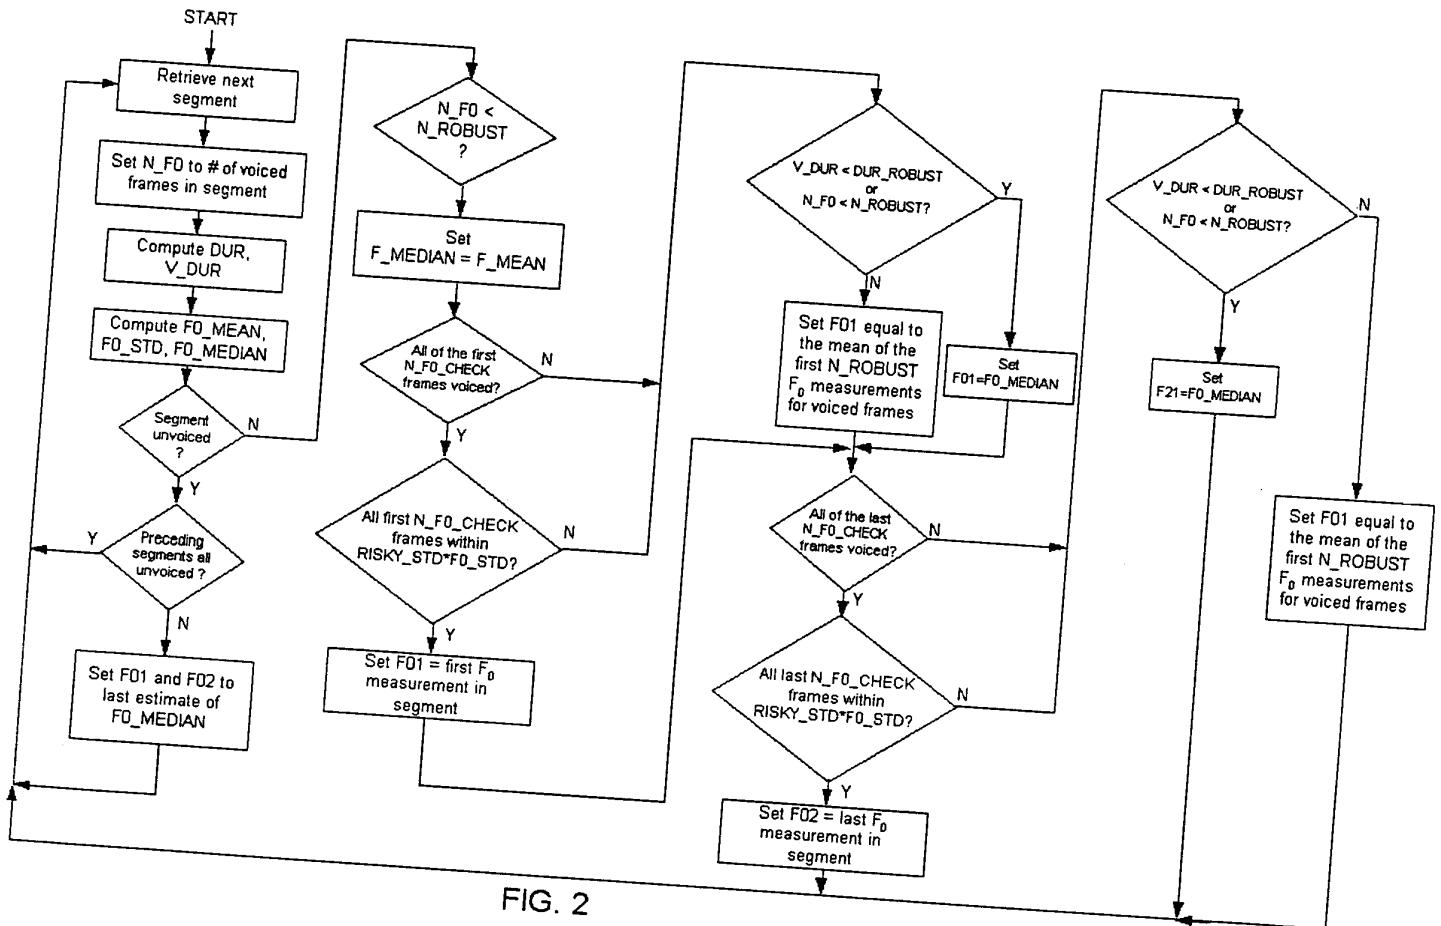 START
Retrieve next
segment
Set N_F0 to # of voiced
frames in segment
Compute DUR,
V_DUR
Compute F0_MEAN,
F0_STD, F0_MEDIAN
Segment
unvoiced
?
N
Y
Preceding
segments all
unvoiced ?
Y
N
Set F01 and F02 to
last estimate of
F0_MEDIAN
N_F0 <
N_ROBUST
?
Set
F_MEDIAN = F_MEAN
All of the first
N_F0_CHECK
frames voiced?
N
Y
All first N_F0_CHECK
frames within
RISKY_STD*F0_STD?
N
Y
Set F01 = first F₀
measurement in
segment
V_DUR < DUR_ROBUST
or
N_F0 < N_ROBUST?
Y
N
Set F01 equal to
the mean of the
first N_ROBUST
F₀ measurements
for voiced frames
Set
F01=F0_MEDIAN
All of the last
N_F0_CHECK
frames voiced?
N
Y
All last N_F0_CHECK
frames within
RISKY_STD*F0_STD?
N
Y
Set F02 = last F₀
measurement in
segment
V_DUR < DUR_ROBUST
or
N_F0 < N_ROBUST?
N
Y
Set
F21=F0_MEDIAN
Set F01 equal to
the mean of the
first N_ROBUST
F₀ measurements
for voiced frames
FIG. 2